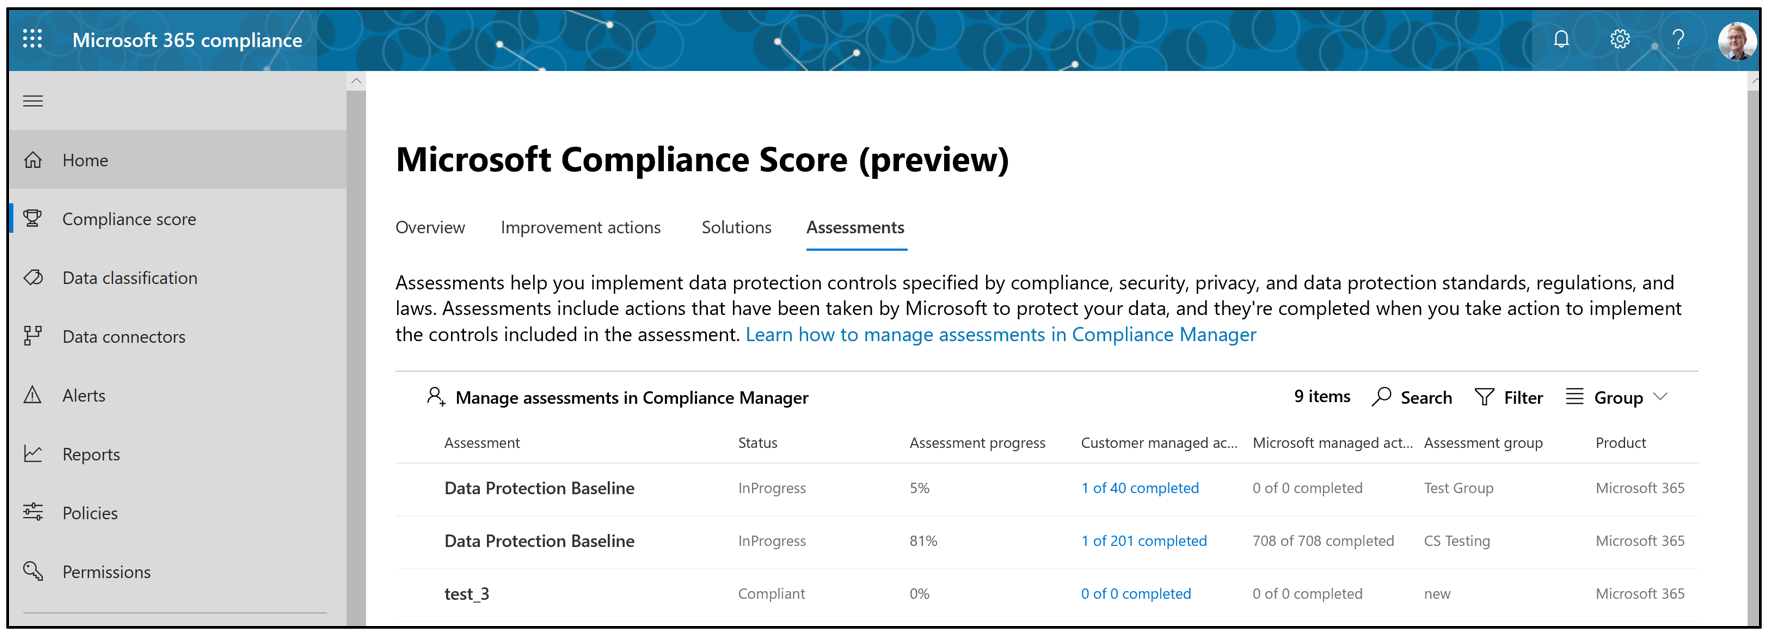 Microsoft 365 compliance
Home
Compliance score
Data classification
Data connectors
Alerts
Reports
Policies
Permissions
Microsoft Compliance Score (preview)
Overview Improvement actions Solutions Assessments
Assessments help you implement data protection controls specified by compliance, security, privacy, and data protection standards, regulations, and
laws. Assessments include actions that have been taken by Microsoft to protect your data, and they're completed when you take action to implement
the controls included in the assessment. Learn how to manage assessments in Compliance Manager
Manage assessments in Compliance Manager 9 items Search Filter Group
Assessment Status Assessment progress Customer managed ac... Microsoft managed act... Assessment group Product
Data Protection Baseline InProgress 5% 1 of 40 completed 0 of 0 completed Test Group Microsoft 365
Data Protection Baseline InProgress 81% 1 of 201 completed 708 of 708 completed CS Testing Microsoft 365
test_3 Compliant 0% 0 of 0 completed 0 of 0 completed new Microsoft 365